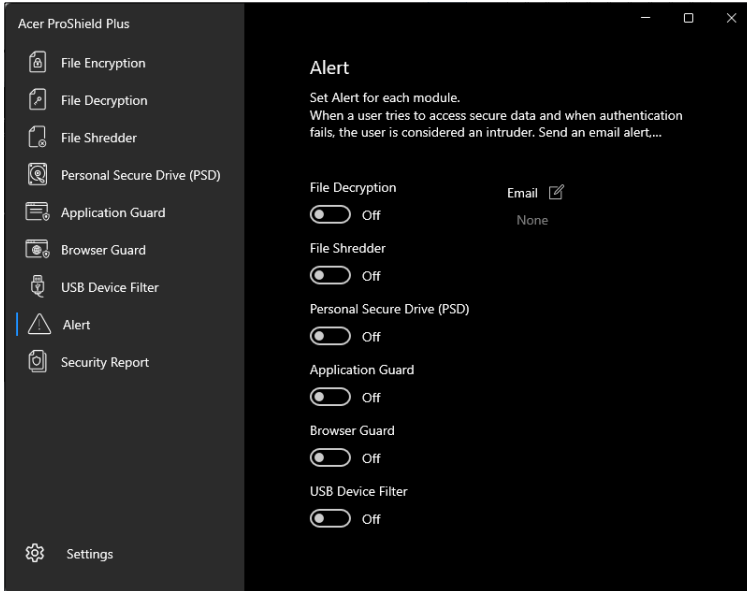 Acer ProShield Plus
File Encryption
File Decryption
File Shredder
Personal Secure Drive (PSD)
Application Guard
Browser Guard
USB Device Filter
Alert
Security Report
Settings
Alert
Set Alert for each module.
When a user tries to access secure data and when authentication
fails, the user is considered an intruder. Send an email alert,...
File Decryption
Off
Email
None
File Shredder
Off
Personal Secure Drive (PSD)
Off
Application Guard
Off
Browser Guard
Off
USB Device Filter
Off